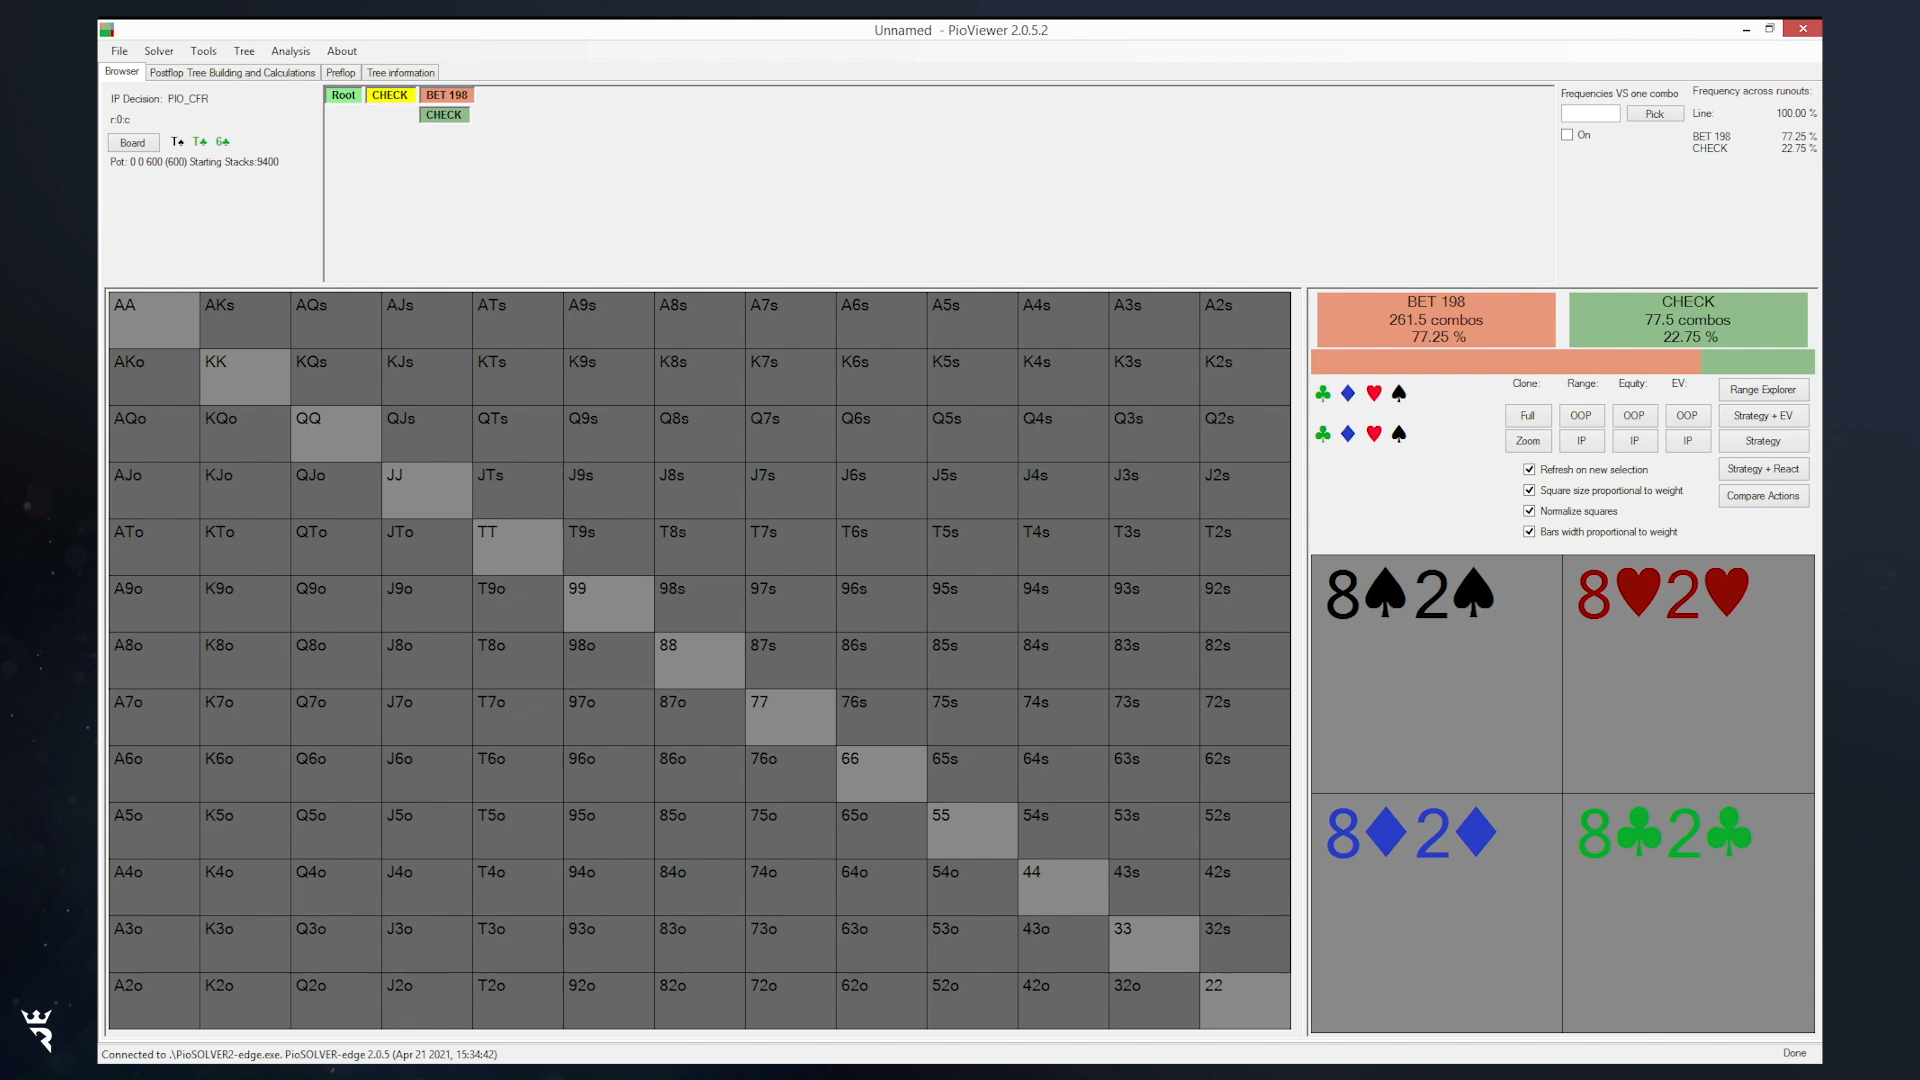 Unnamed - PioViewer 2.0.5.2
File Solver Tools Tree Analysis About
Browser Postflop Tree Building and Calculations Preflop Tree information
IP Decision: PIO_CFR
r:0:c
Board T♠ T♣ 6♣
Pot: 0 0 600 (600) Starting Stacks:9400
Root CHECK BET 198
CHECK
Frequencies VS one combo
Pick
On
Frequency across runouts:
Line: 100.00 %
BET 198 77.25 %
CHECK 22.75 %
AA AKs AQs AJs ATs A9s A8s A7s A6s A5s A4s A3s A2s
AKo KK KQs KJs KTs K9s K8s K7s K6s K5s K4s K3s K2s
AQo KQo QQ QJs QTs Q9s Q8s Q7s Q6s Q5s Q4s Q3s Q2s
AJo KJo QJo JJ JTs J9s J8s J7s J6s J5s J4s J3s J2s
ATo KTo QTo JTo TT T9s T8s T7s T6s T5s T4s T3s T2s
A9o K9o Q9o J9o T9o 99 98s 97s 96s 95s 94s 93s 92s
A8o K8o Q8o J8o T8o 98o 88 87s 86s 85s 84s 83s 82s
A7o K7o Q7o J7o T7o 97o 87o 77 76s 75s 74s 73s 72s
A6o K6o Q6o J6o T6o 96o 86o 76o 66 65s 64s 63s 62s
A5o K5o Q5o J5o T5o 95o 85o 75o 65o 55 54s 53s 52s
A4o K4o Q4o J4o T4o 94o 84o 74o 64o 54o 44 43s 42s
A3o K3o Q3o J3o T3o 93o 83o 73o 63o 53o 43o 33 32s
A2o K2o Q2o J2o T2o 92o 82o 72o 62o 52o 42o 32o 22
BET 198
261.5 combos
77.25 %
CHECK
77.5 combos
22.75 %
♣ ♦ ♥ ♠
♣ ♦ ♥ ♠
Clone: Range: Equity: EV: Range Explorer
Full OOP OOP OOP Strategy + EV
Zoom IP IP IP Strategy
Refresh on new selection Strategy + React
Square size proportional to weight Compare Actions
Normalize squares
Bars width proportional to weight
8♠2♠ 8♥2♥
8♦2♦ 8♣2♣
Connected to .\PioSOLVER2-edge.exe. PioSOLVER-edge 2.0.5 (Apr 21 2021, 15:34:42) Done